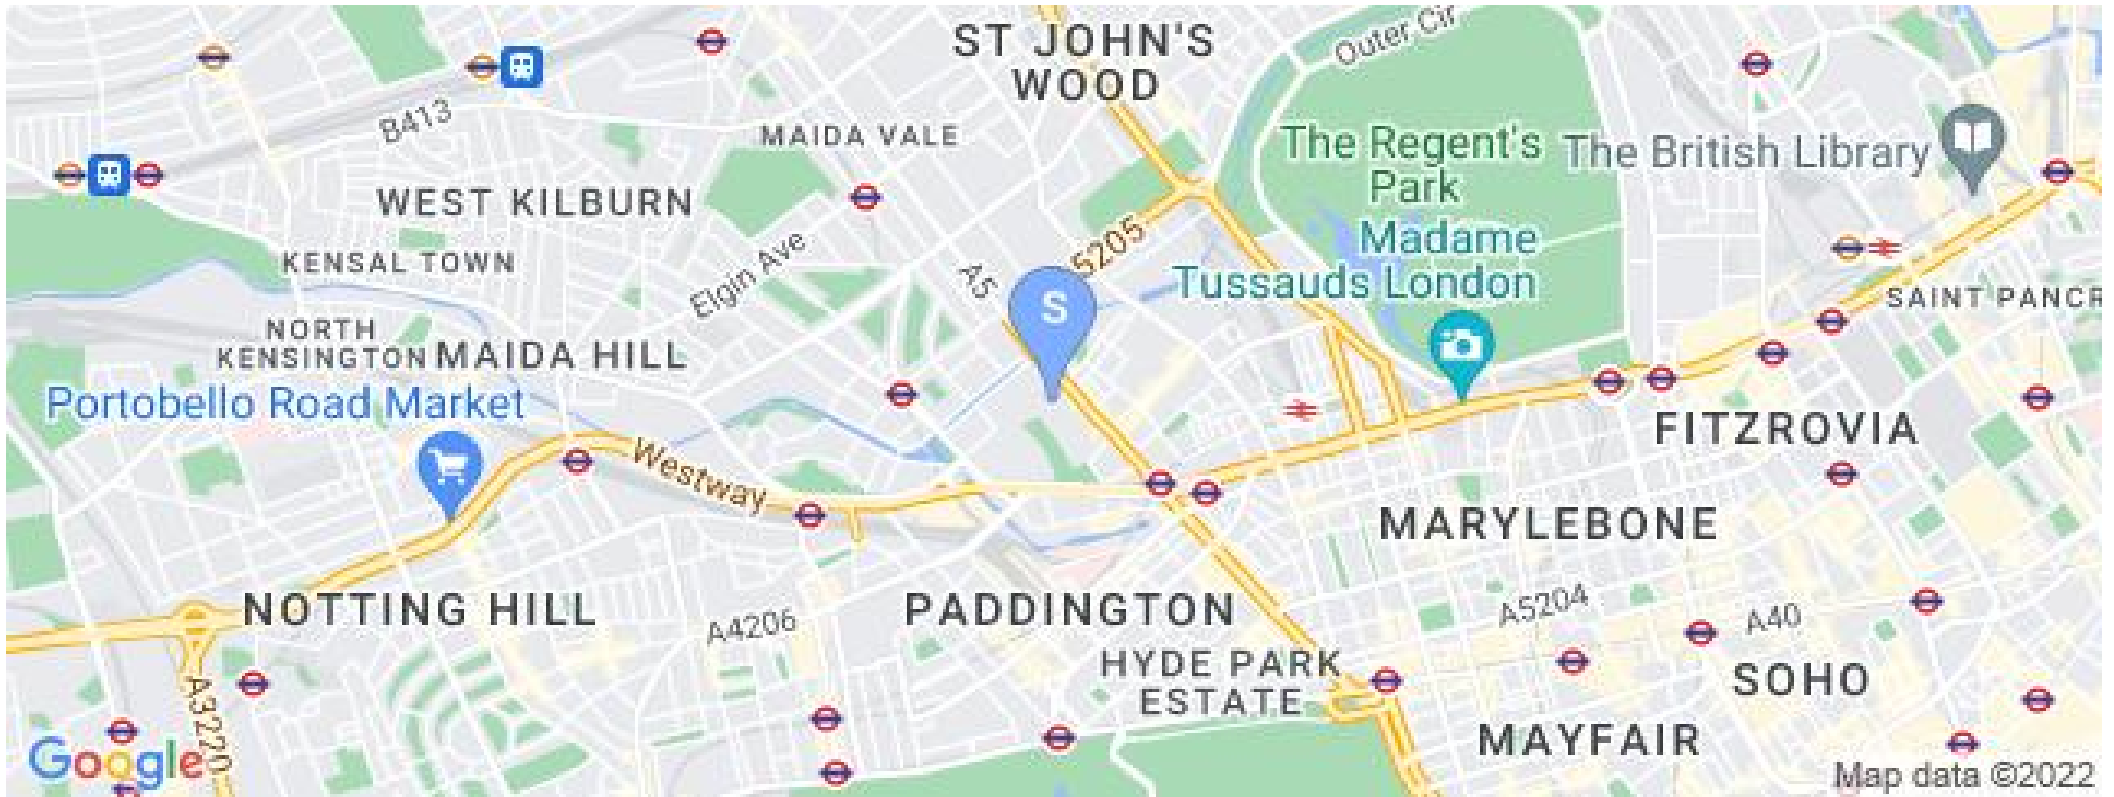 ST JOHN'S
WOOD
Outer Cir
B413
MAIDA VALE
The Regent's
Park
The British Library
WEST KILBURN
KENSAL TOWN
Elgin Ave
A5
5205
S
Madame
Tussauds London
SAINT PANCR
NORTH
KENSINGTON
MAIDA HILL
Portobello Road Market
Westway
FITZROVIA
MARYLEBONE
NOTTING HILL
A4206
PADDINGTON
A5204
A40
HYDE PARK
ESTATE
SOHO
A3220
MAYFAIR
Google
Map data ©2022